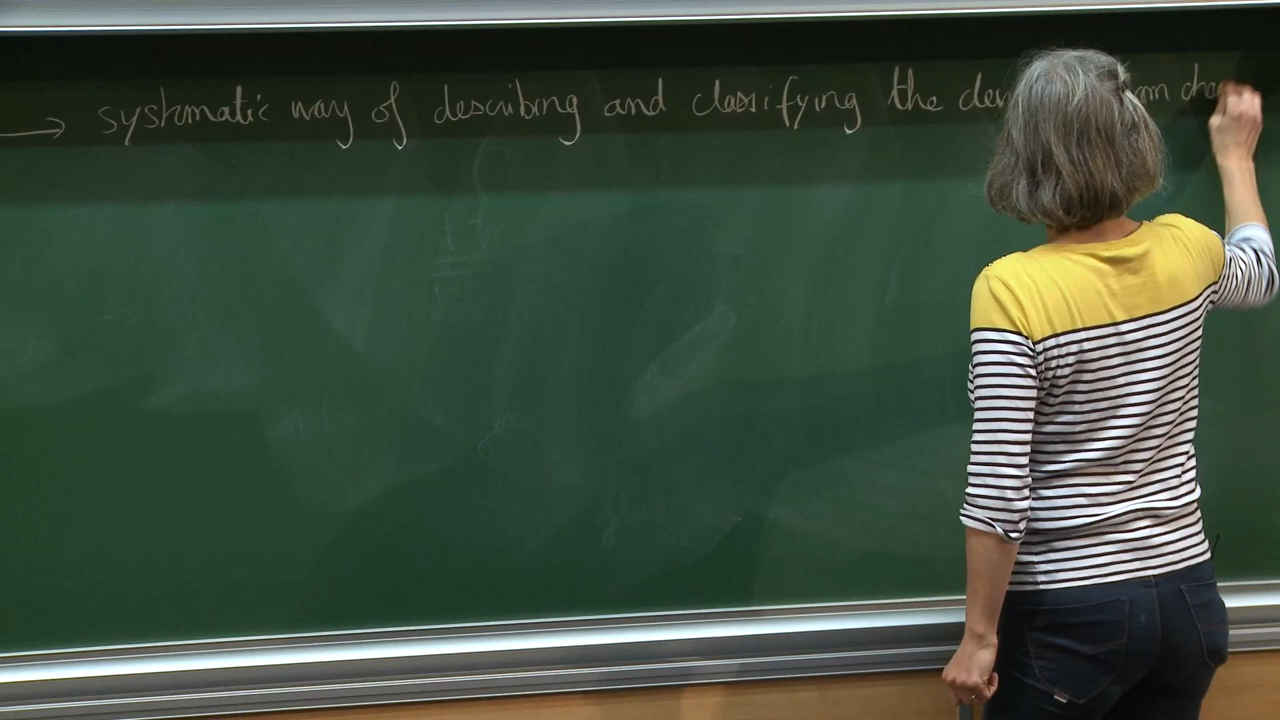 → systematic way of describing and classifying the